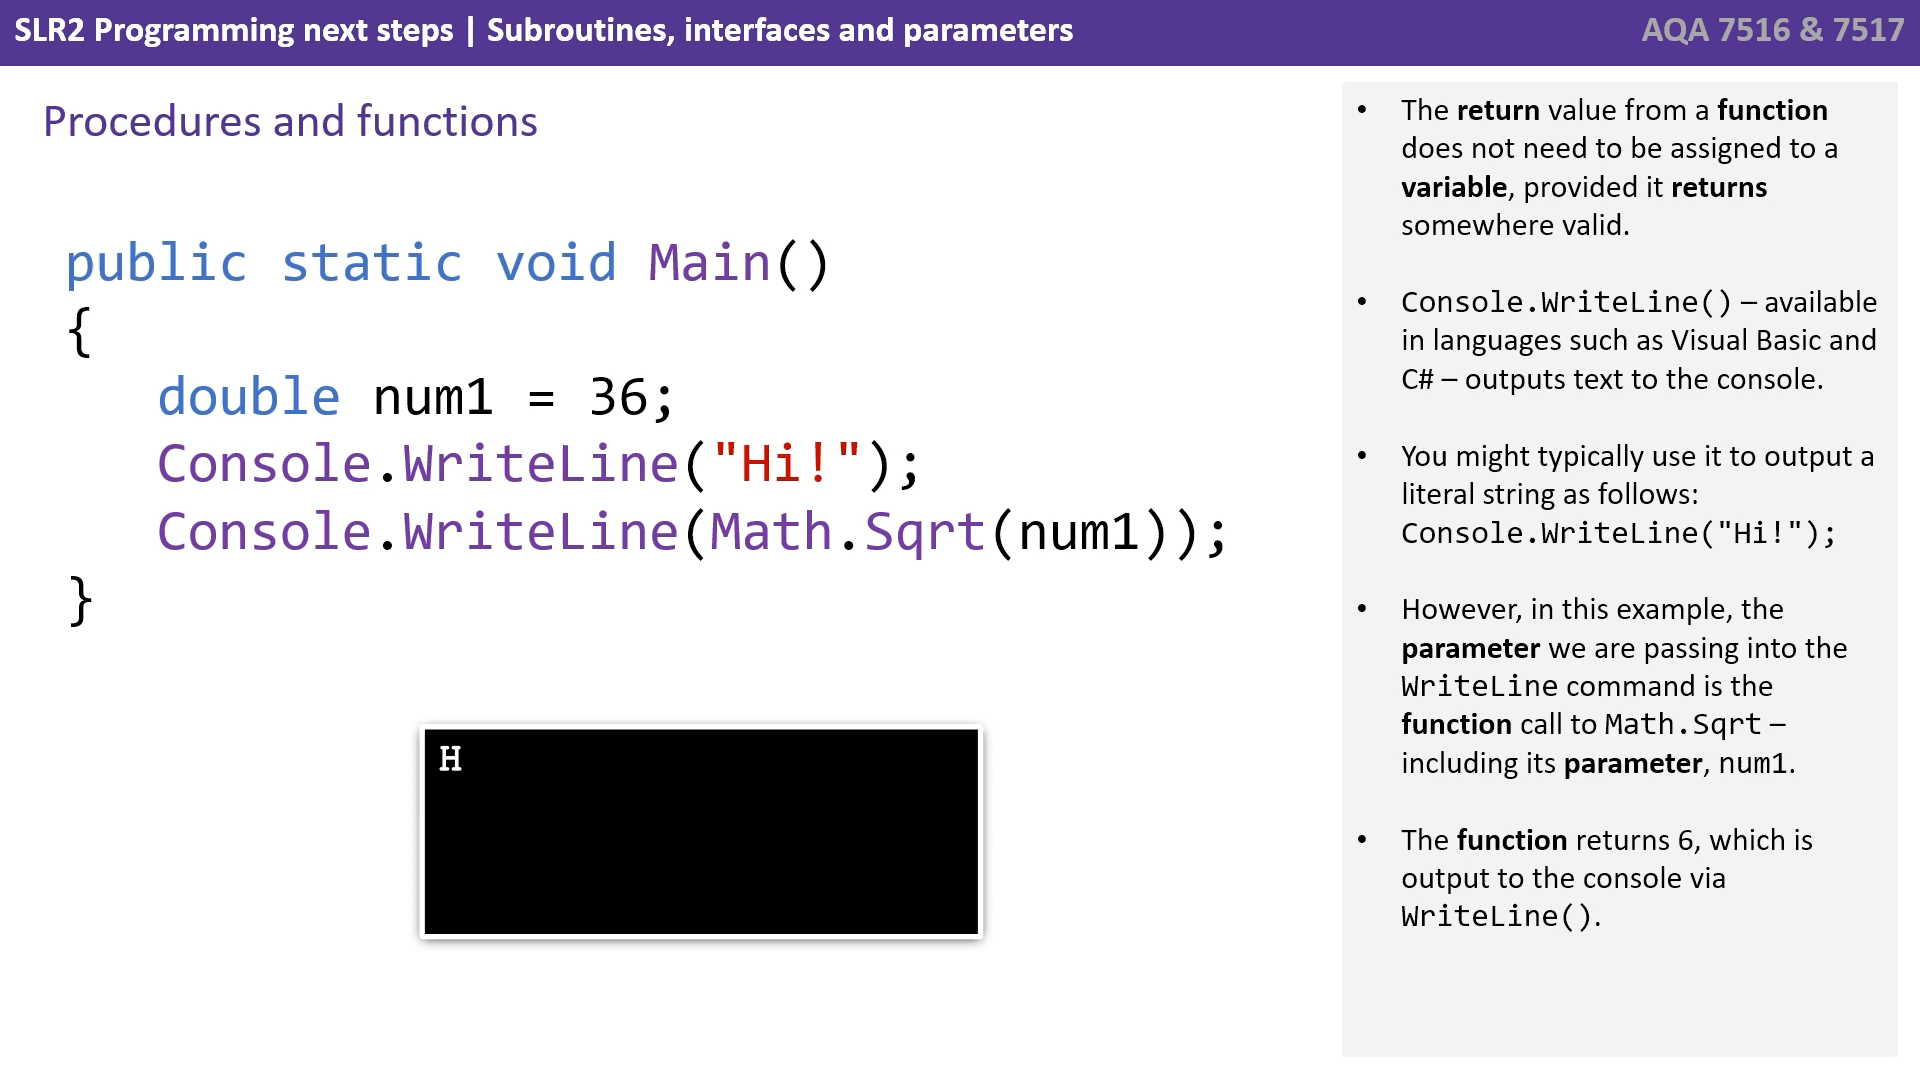 SLR2 Programming next steps | Subroutines, interfaces and parameters
AQA 7516 & 7517
Procedures and functions
public static void Main()
{
double num1 = 36;
Console.WriteLine("Hi!");
Console.WriteLine(Math.Sqrt(num1));
}
H
• The return value from a function
does not need to be assigned to a
variable, provided it returns
somewhere valid.
• Console.WriteLine() – available
in languages such as Visual Basic and
C# – outputs text to the console.
• You might typically use it to output a
literal string as follows:
Console.WriteLine("Hi!");
• However, in this example, the
parameter we are passing into the
WriteLine command is the
function call to Math.Sqrt –
including its parameter, num1.
• The function returns 6, which is
output to the console via
WriteLine().